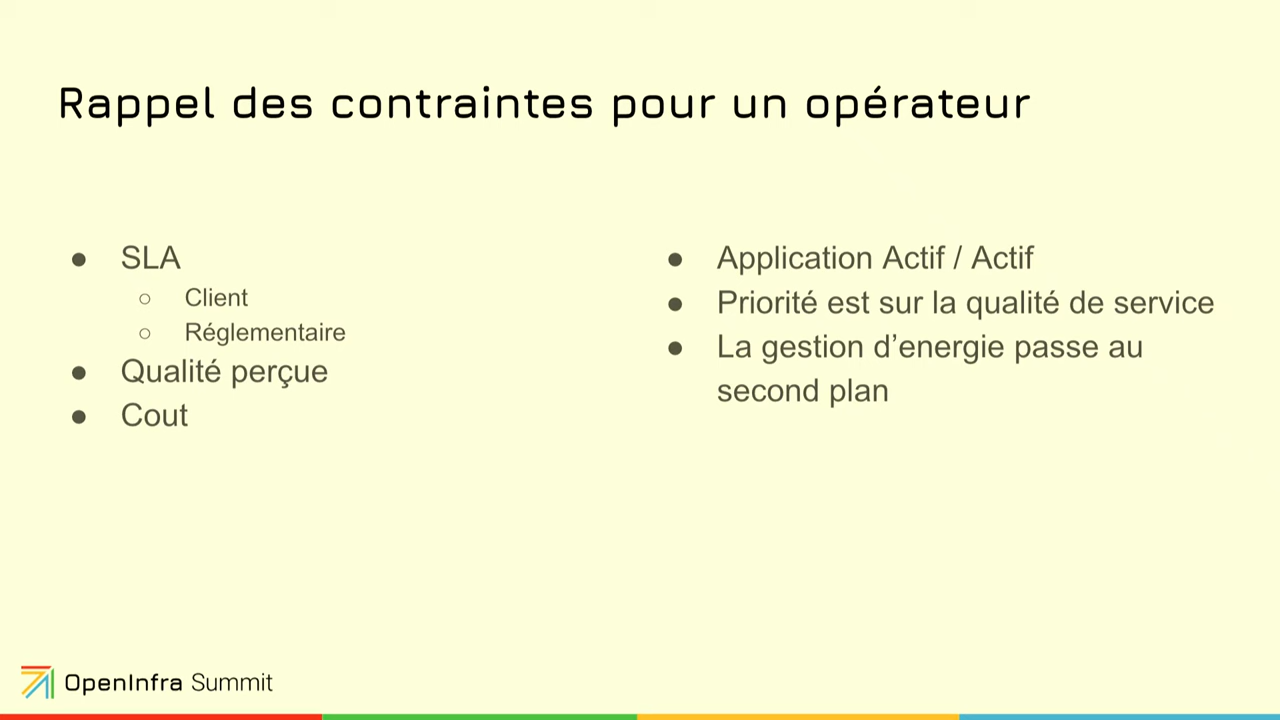 Rappel des contraintes pour un opérateur
● SLA
○ Client
○ Réglementaire
● Qualité perçue
● Cout
● Application Actif / Actif
● Priorité est sur la qualité de service
● La gestion d’energie passe au
second plan
OpenInfra Summit